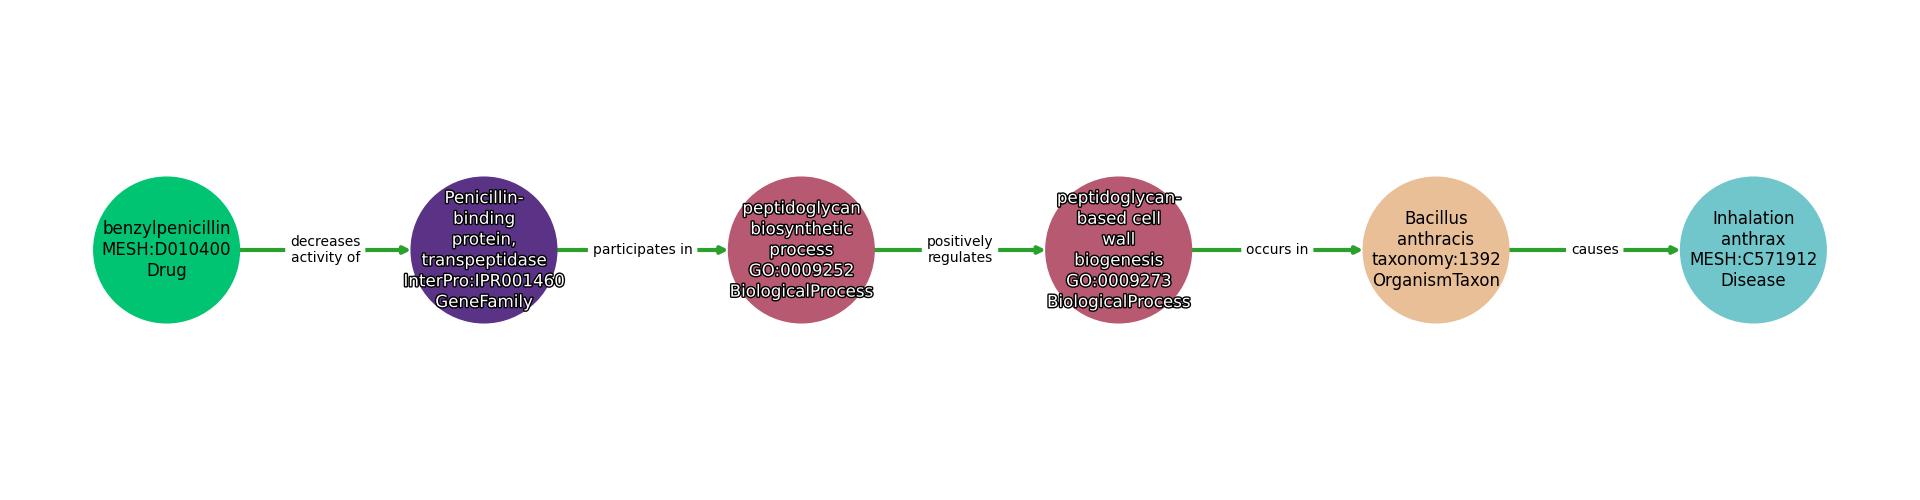 benzylpenicillin
MESH:D010400
Drug
decreases
activity of
Penicillin-
binding
protein,
transpeptidase
InterPro:IPR001460
GeneFamily
participates in
peptidoglycan
biosynthetic
process
GO:0009252
BiologicalProcess
positively
regulates
peptidoglycan-
based cell
wall
biogenesis
GO:0009273
BiologicalProcess
occurs in
Bacillus
anthracis
taxonomy:1392
OrganismTaxon
causes
Inhalation
anthrax
MESH:C571912
Disease